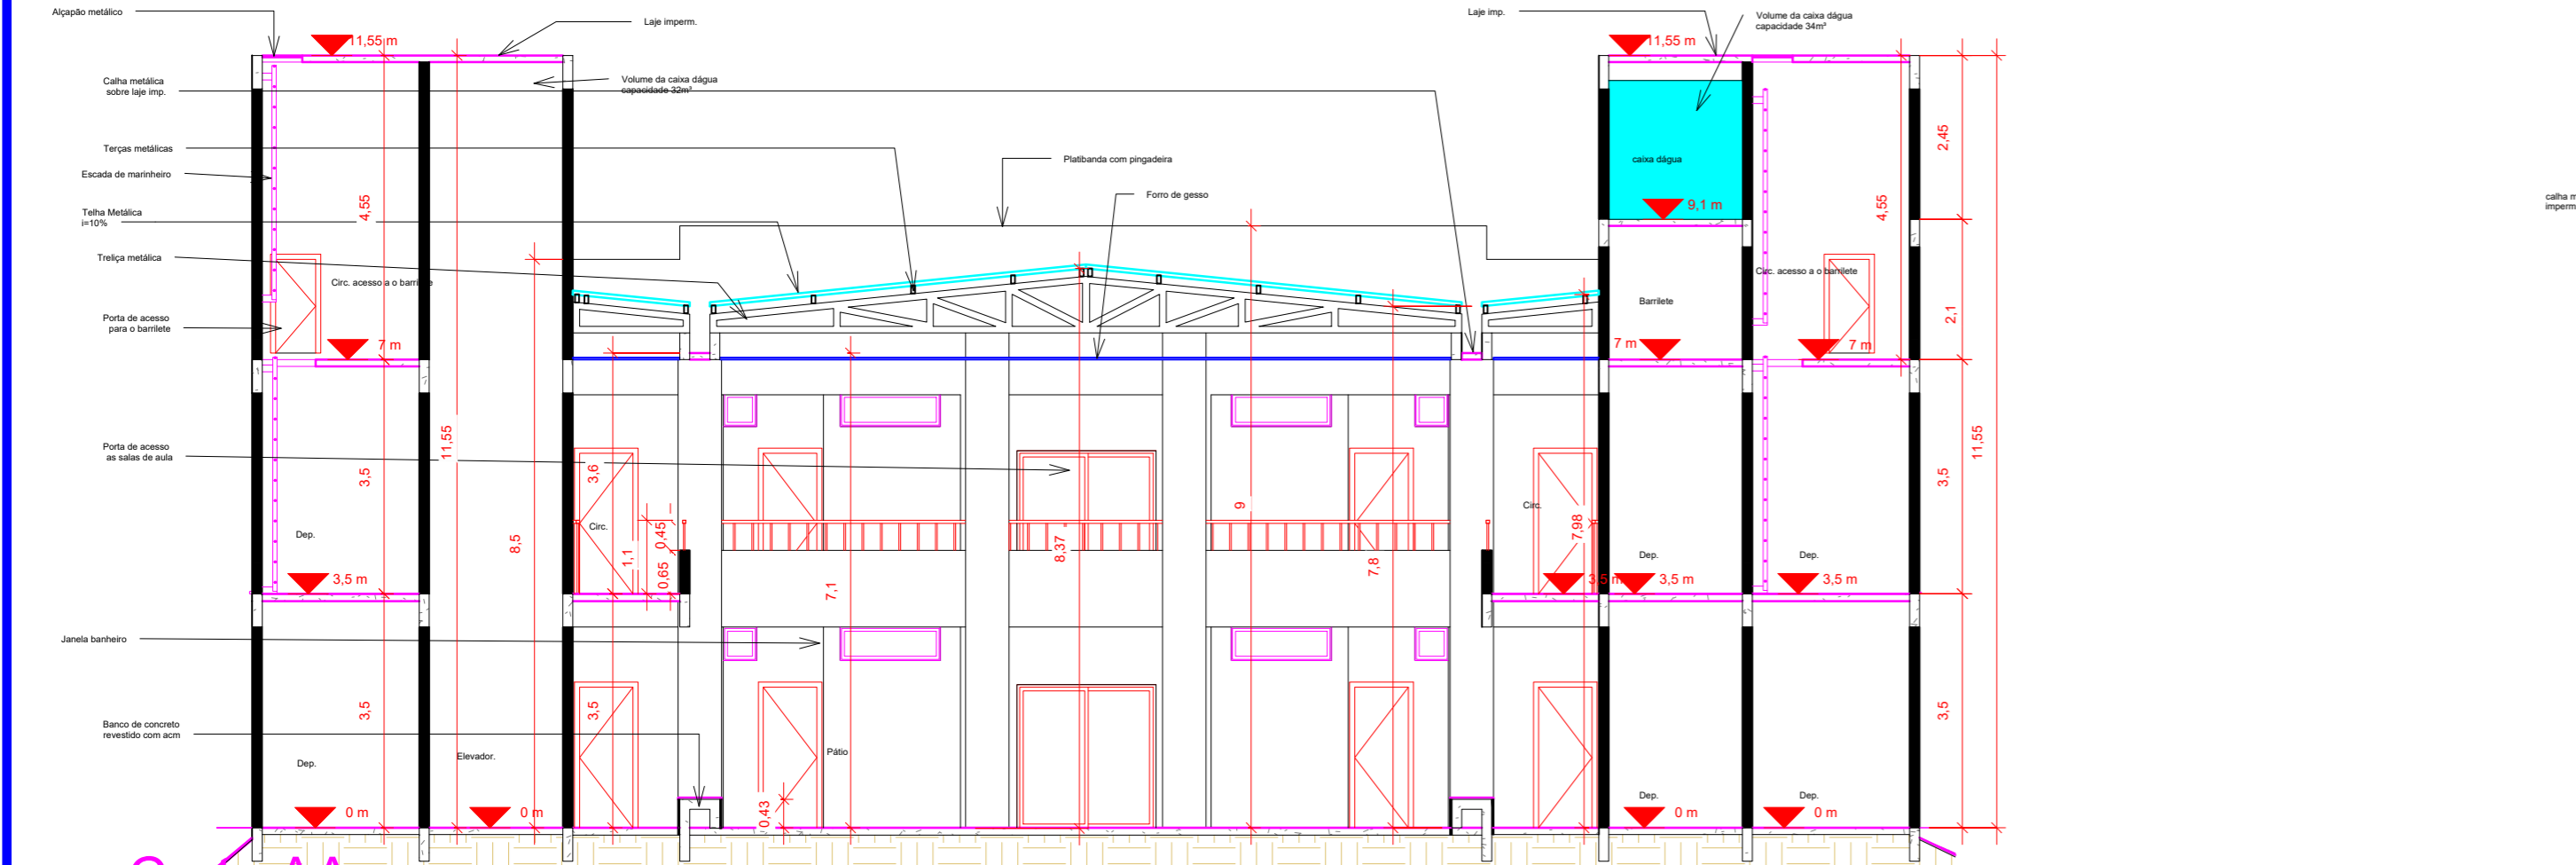 Alçapão metálico
Laje imperm.
Laje imp.
Volume da caixa dágua
capacidade 34m³
11,55 m
11,55 m
Calha metálica
sobre laje imp.
Volume da caixa dágua
capacidade 32m³
2,45
Terças metálicas
Platibanda com pingadeira
caixa dágua
Escada de marinheiro
Forro de gesso
4,55
4,55
9,1 m
calha m
imperm
Telha Metálica
i=10%
Treliça metálica
Circ. acesso a o barrilete
Circ. acesso a o barrilete
Barrilete
2,1
Porta de acesso
para o barrilete
7 m
7 m
7 m
Porta de acesso
as salas de aula
11,55
11,55
3,5
3,6
3,5
9
Dep.
Circ.
Circ.
8,5
1,1
0,45
0,65
8,37
7,8
7,98
7,1
Dep.
Dep.
3,5 m
3,5 m
3,5 m
3,5 m
Janela banheiro
3,5
3,5
3,5
Banco de concreto
revestido com acm
Pátio
Dep.
Elevador.
Dep.
Dep.
0,43
0 m
0 m
0 m
0 m